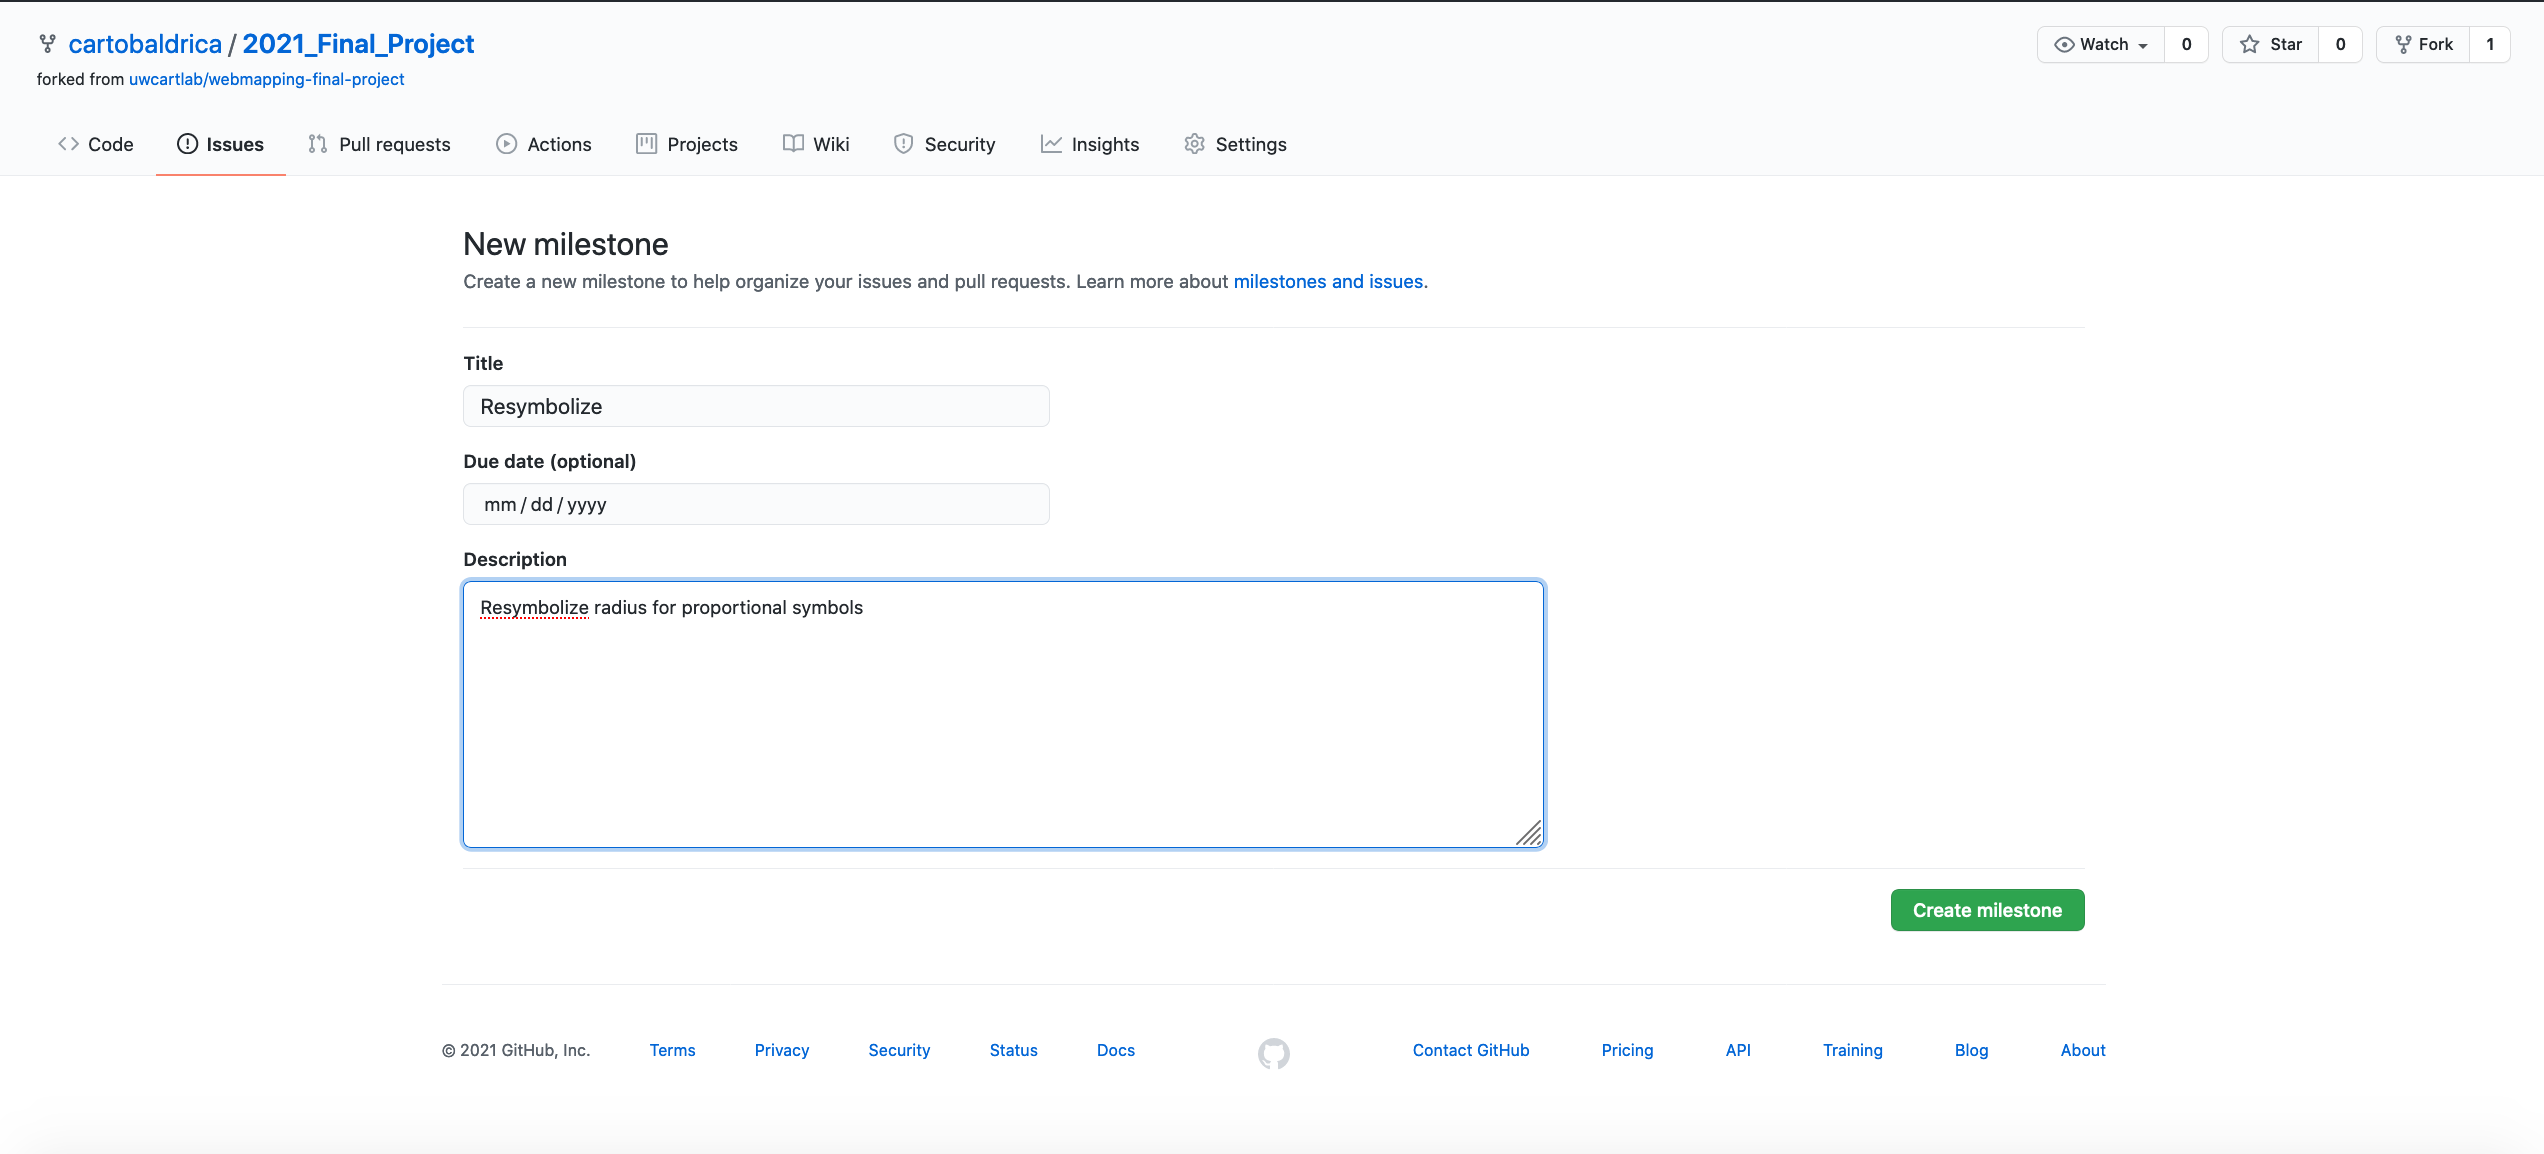 cartobaldrica / 2021_Final_Project
Watch 0 Star 0 Fork 1
forked from uwcartlab/webmapping-final-project
Code Issues Pull requests Actions Projects Wiki Security Insights Settings
New milestone
Create a new milestone to help organize your issues and pull requests. Learn more about milestones and issues.
Title
Resymbolize
Due date (optional)
mm / dd / yyyy
Description
Resymbolize radius for proportional symbols
Create milestone
© 2021 GitHub, Inc. Terms Privacy Security Status Docs Contact GitHub Pricing API Training Blog About